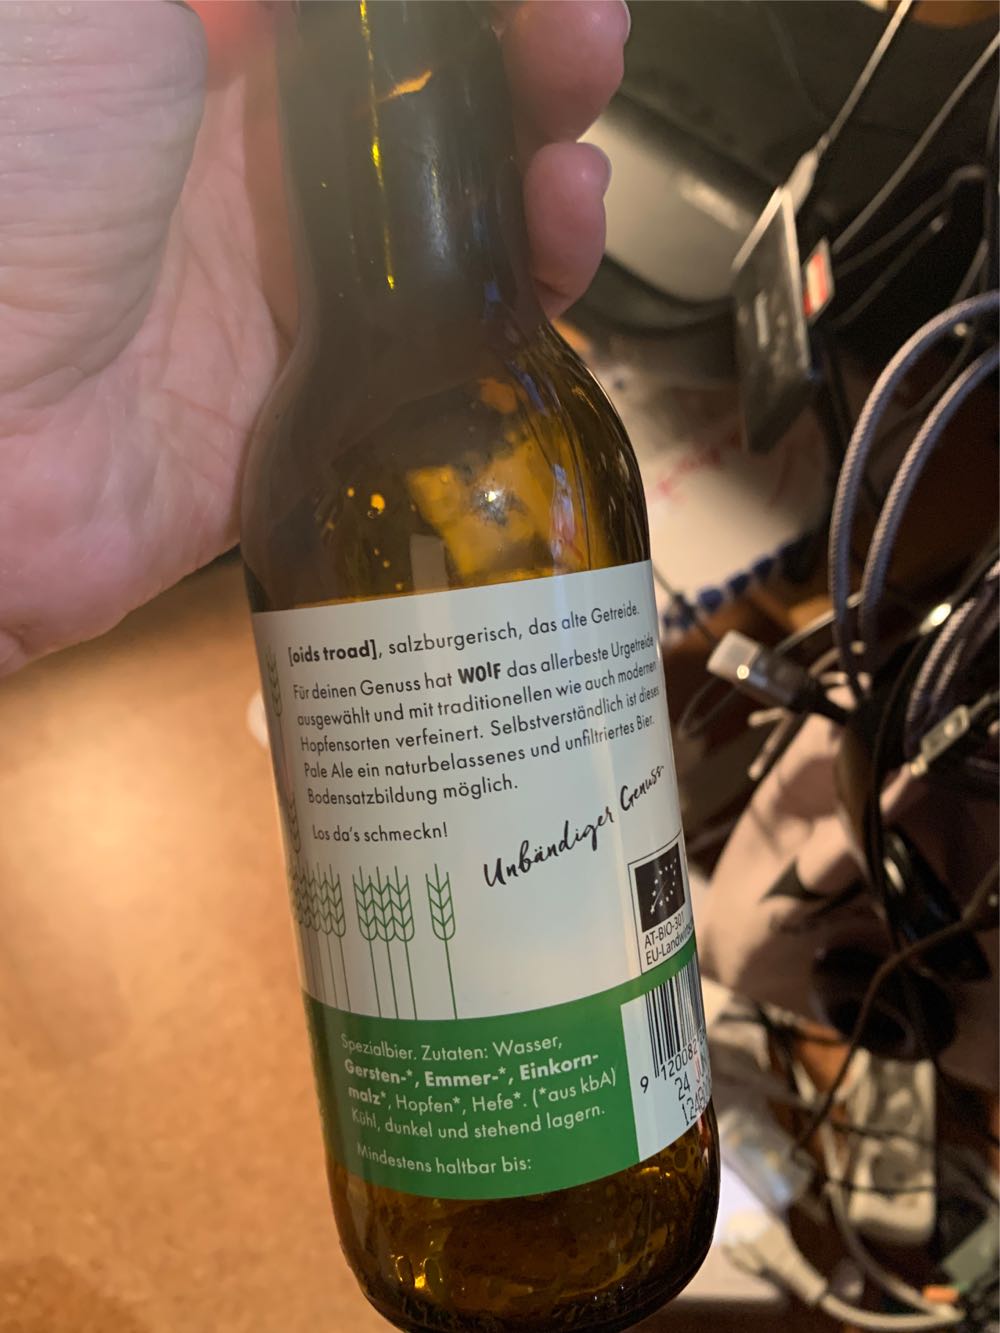 [oids troad], salzburgerisch, das alte Getreide.
Für deinen Genuss hat WOLF das allerbeste Urgetreide
ausgewählt und mit traditionellen wie auch modernen
Hopfensorten verfeinert. Selbstverständlich ist dieses
Pale Ale ein naturbelassenes und unfiltriertes Bier.
Bodensatzbildung möglich.
Los da's schmeckn!
Unbändiger Genuss
AT-BIO-301
Spezialbier. Zutaten: Wasser,
Gersten-*, Emmer-*, Einkorn-
malz*, Hopfen*, Hefe*. (*aus kbA)
Kühl, dunkel und stehend lagern.
Mindestens haltbar bis:
24